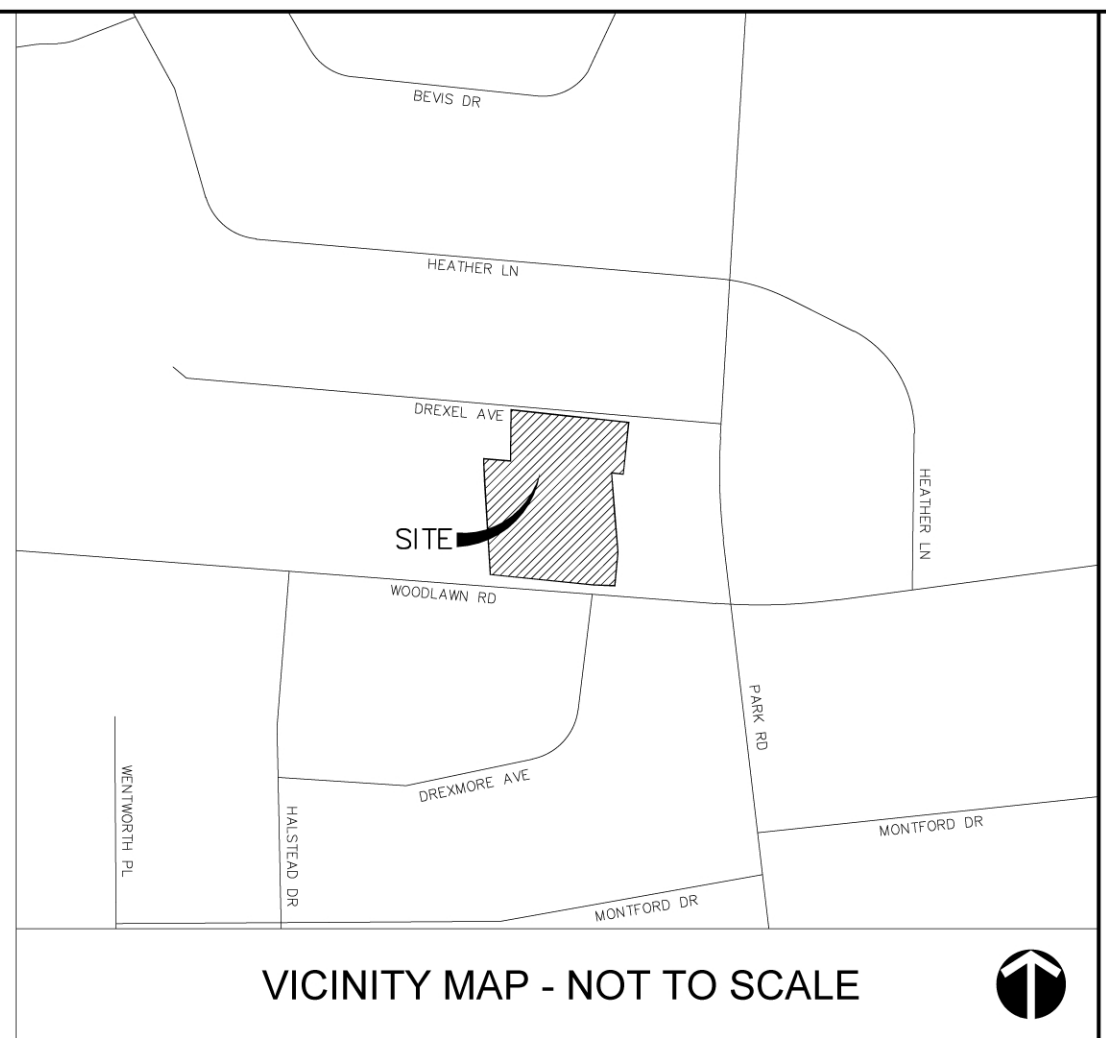 BEVIS DR
HEATHER LN
DREXEL AVE
HEATHER LN
SITE
WOODLAWN RD
PARK RD
WENTWORTH PL
DREXMORE AVE
HALSTEAD DR
MONTFORD DR
MONTFORD DR
VICINITY MAP - NOT TO SCALE